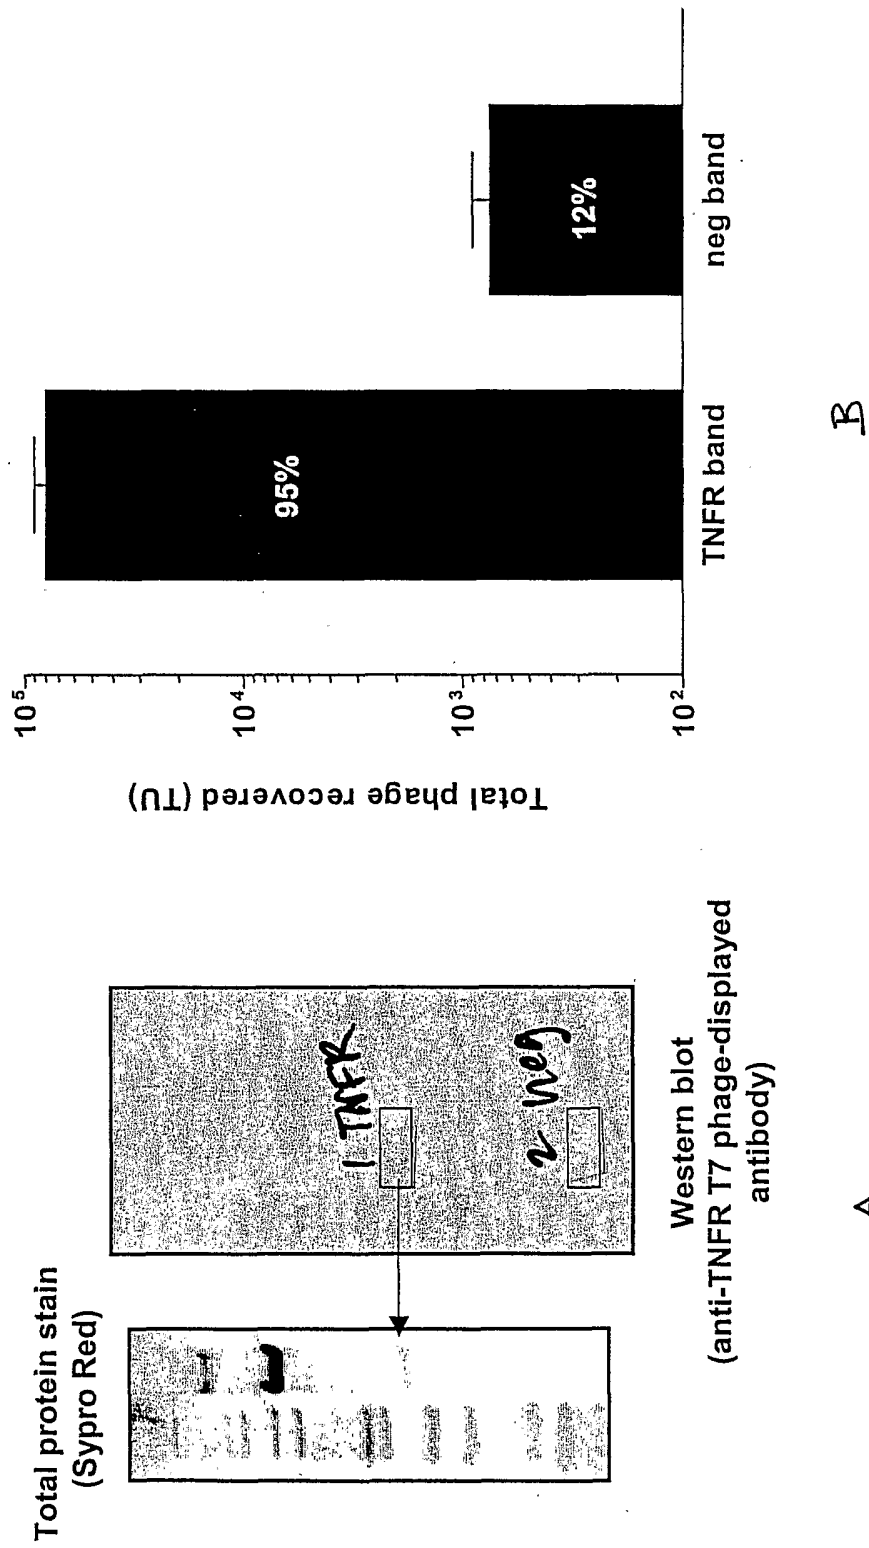 Total protein stain
(Sypro Red)
1 TNFR
2 neg
Western blot
(anti-TNFR T7 phage-displayed
antibody)
A
Total phage recovered (TU)
10⁵
10⁴
10³
10²
95%
12%
TNFR band
neg band
B